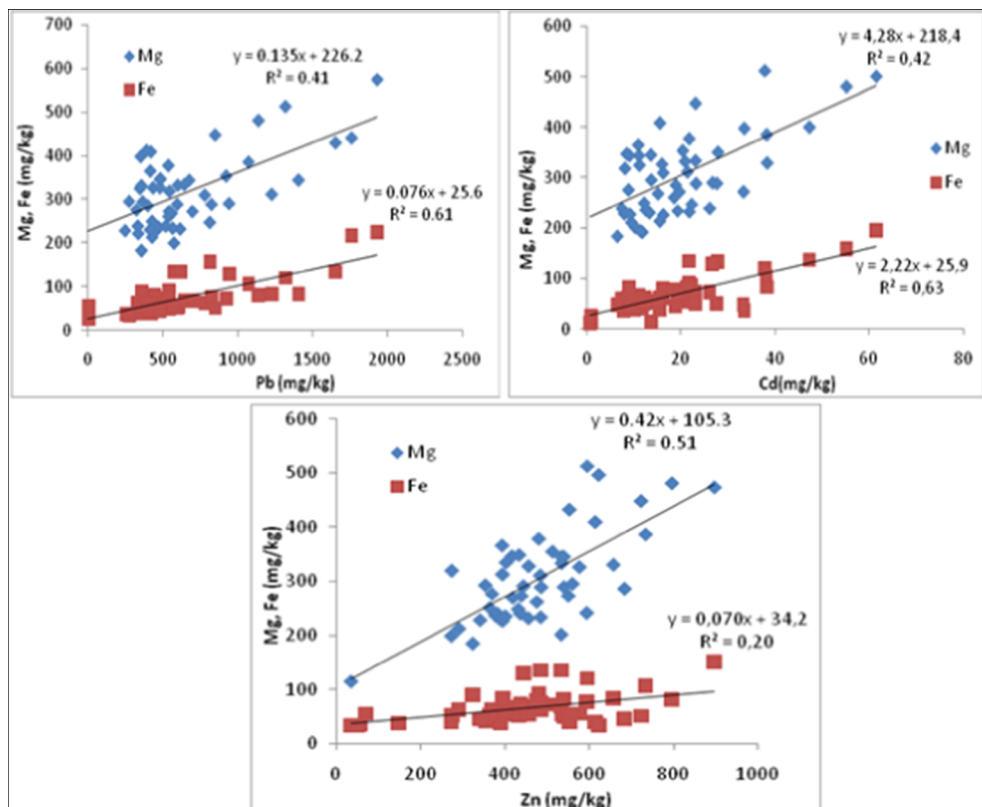 700
600
500
400
300
200
100
0
Mg, Fe (mg/kg)
Mg
Fe
y = 0.135x + 226.2
R² = 0.41
0.076x + 25.6
R² = 0.61
0 500 1000 1500 2000 2500
Pb (mg/kg)
600
500
400
300
200
100
0
Mg, Fe (mg/kg)
y = 4,28x + 218,4
R² = 0,42
Mg
Fe
y = 2,22x + 25,9
R² = 0,63
0 20 40 60 80
Cd(mg/kg)
600
500
400
300
200
100
0
Mg, Fe (mg/kg)
Mg
Fe
y = 0.42x + 105.3
R² = 0.51
y = 0,070x + 34,2
R² = 0,20
0 200 400 600 800 1000
Zn (mg/kg)